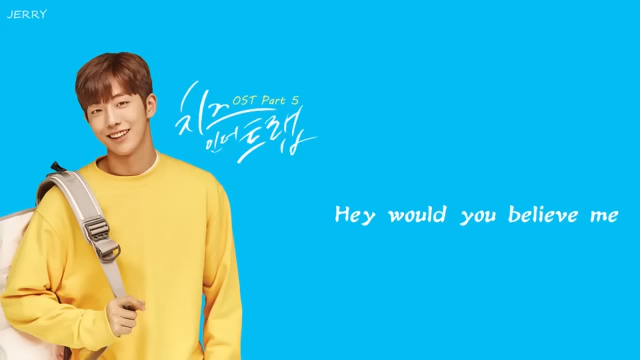 JERRY
OST Part 5
치즈
인더트랩
Hey would you believe me